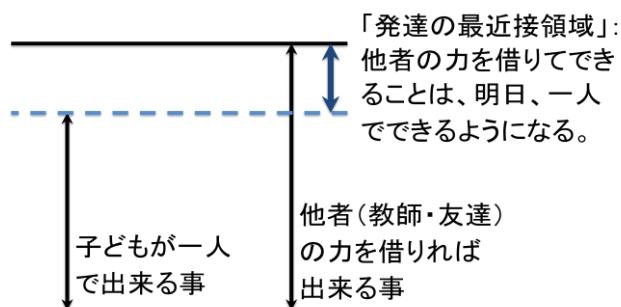 「発達の最近接領域」:
他者の力を借りてでき
ることは、明日、一人
でできるようになる。
子どもが一人
で出来る事
他者(教師・友達)
の力を借りれば
出来る事